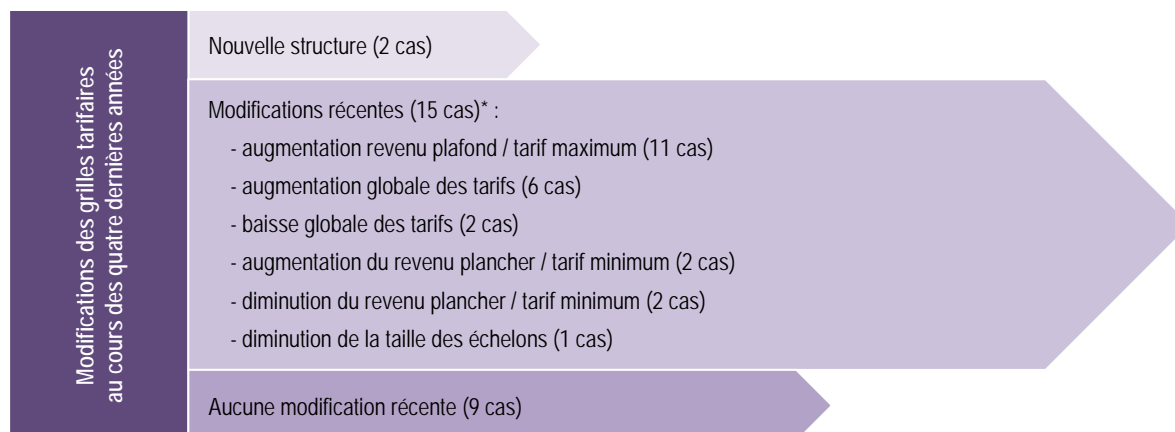 Modifications des grilles tarifaires
au cours des quatre dernières années
Nouvelle structure (2 cas)
Modifications récentes (15 cas)* :
- augmentation revenu plafond / tarif maximum (11 cas)
- augmentation globale des tarifs (6 cas)
- baisse globale des tarifs (2 cas)
- augmentation du revenu plancher / tarif minimum (2 cas)
- diminution du revenu plancher / tarif minimum (2 cas)
- diminution de la taille des échelons (1 cas)
Aucune modification récente (9 cas)